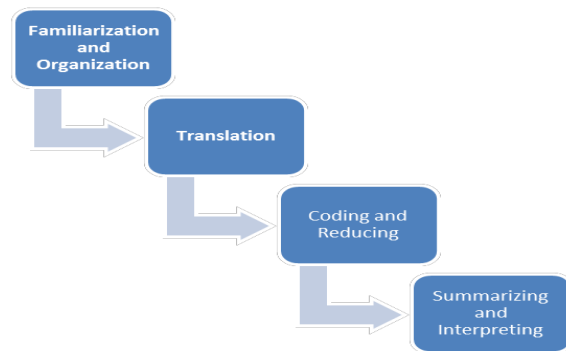 Familiarization
and
Organization
Translation
Coding and
Reducing
Summarizing
and
Interpreting